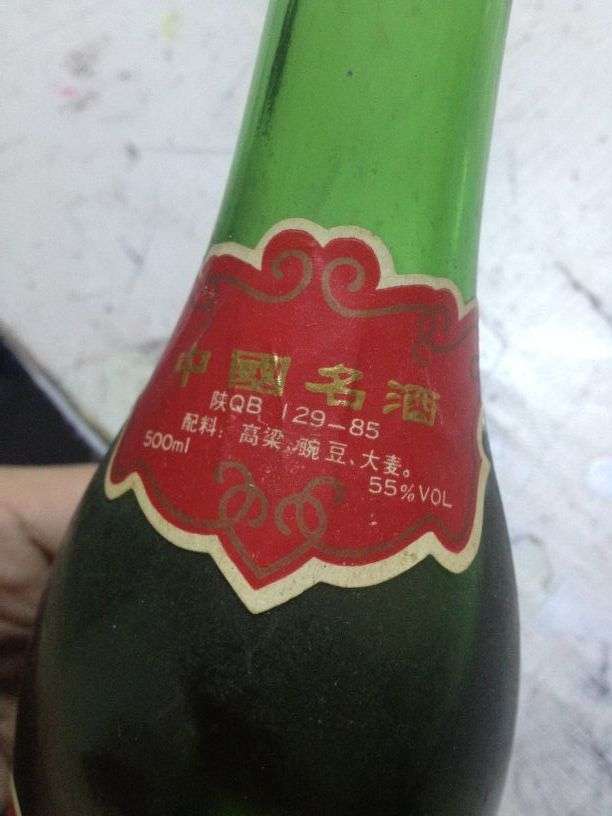 中國名酒
陕QB 129-85
配料：高粱、豌豆、大麦。
500ml
55%VOL